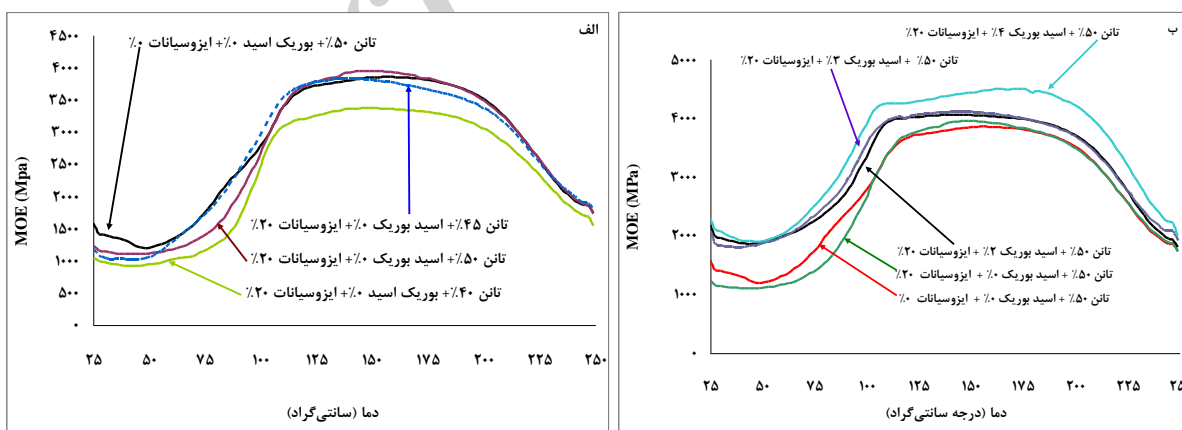 الف
تانن ۵۰٪+ بوریک اسید ۰٪+ ایزوسیانات ۰٪
MOE (Mpa)
۴۵۰۰
۴۰۰۰
۳۵۰۰
۳۰۰۰
۲۵۰۰
۲۰۰۰
۱۵۰۰
۱۰۰۰
۵۰۰
۰
تانن ۴۵٪+ اسید بوریک ۰٪+ ایزوسیانات ۲۰٪
تانن ۵۰٪+ اسید بوریک ۰٪+ ایزوسیانات ۲۰٪
تانن ۴۰٪+ بوریک اسید ۰٪+ ایزوسیانات ۲۰٪
۲۵ ۵۰ ۷۵ ۱۰۰ ۱۲۵ ۱۵۰ ۱۷۵ ۲۰۰ ۲۲۵ ۲۵۰
دما (سانتی‌گراد)
ب
تانن ۵۰٪ + اسید بوریک ۴٪ + ایزوسیانات ۲۰٪
تانن ۵۰٪ + اسید بوریک ۳٪ + ایزوسیانات ۲۰٪
MOE (MPa)
۵۰۰۰
۴۰۰۰
۳۰۰۰
۲۰۰۰
۱۰۰۰
۰
تانن ۵۰٪ + اسید بوریک ۲٪ + ایزوسیانات ۲۰٪
تانن ۵۰٪ + اسید بوریک ۰٪ + ایزوسیانات ۲۰٪
تانن ۵۰٪ + اسید بوریک ۰٪ + ایزوسیانات ۰٪
۲۵ ۵۰ ۷۵ ۱۰۰ ۱۲۵ ۱۵۰ ۱۷۵ ۲۰۰ ۲۲۵ ۲۵۰
دما (درجه سانتی‌گراد)